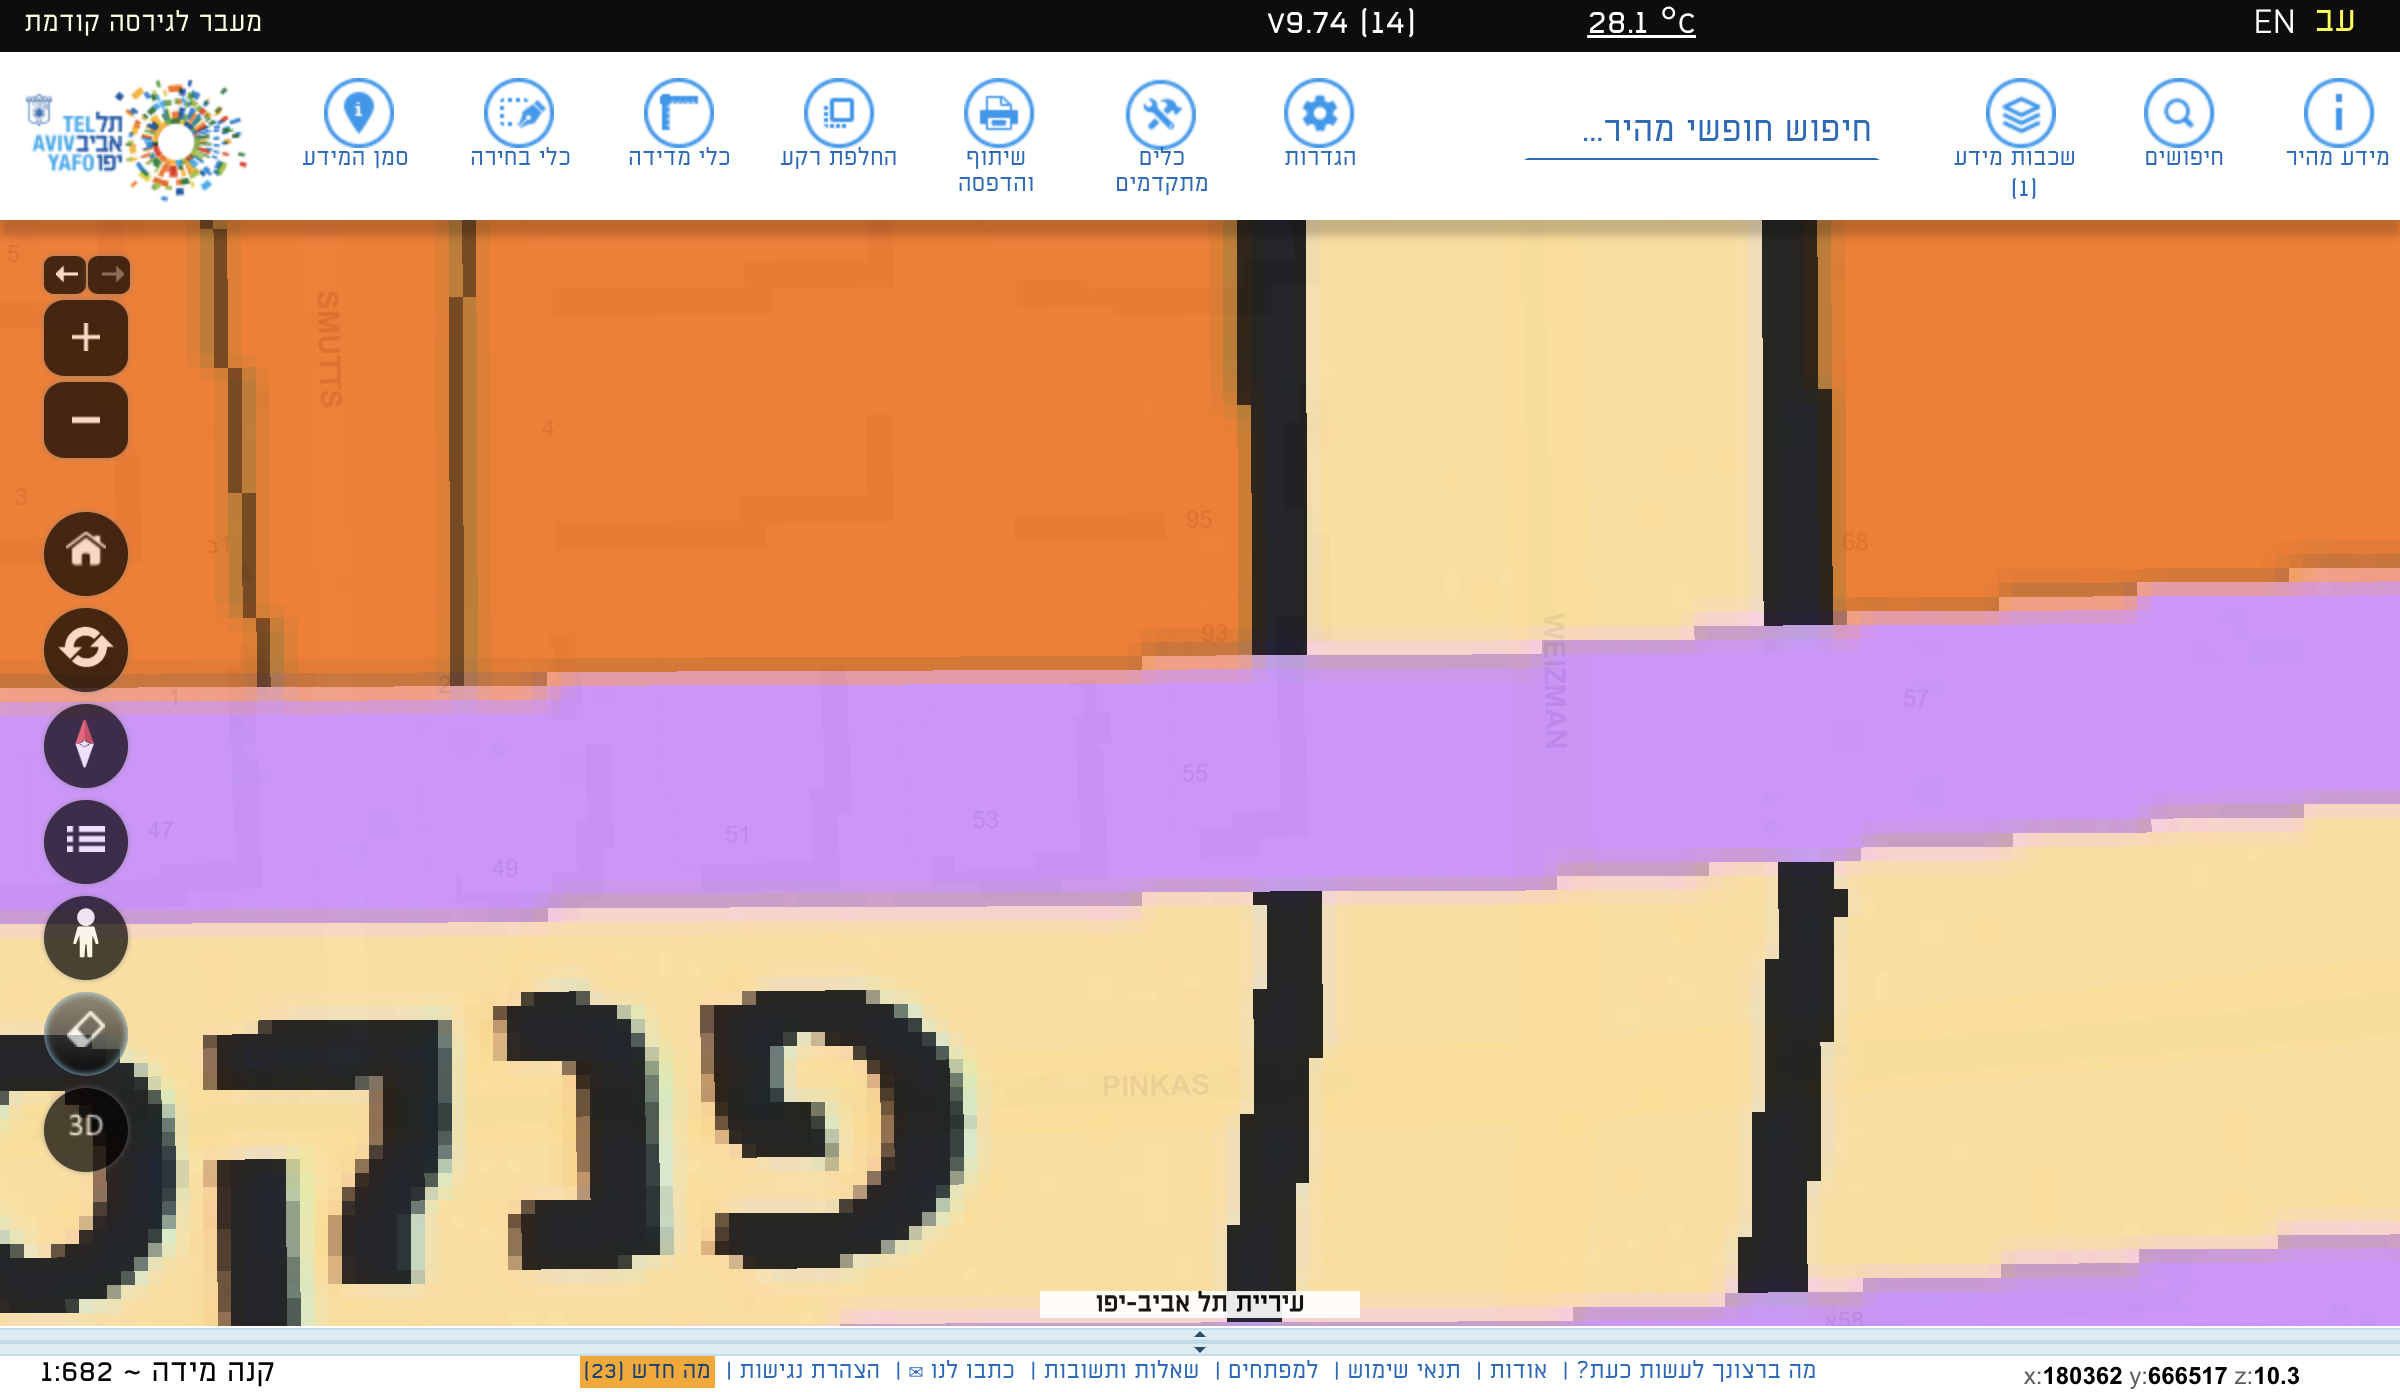 עב EN
28.1 °C
V9.74 (14)
מעבר לגירסה קודמת
מידע מהיר
חיפושים
שכבות מידע
(1)
חיפוש חופשי מהיר...
הגדרות
כלים
מתקדמים
שיתוף
והדפסה
החלפת רקע
כלי מדידה
כלי בחירה
סמן המידע
תל
אביב
יפו
TEL
AVIV
YAFO
5
SMUTTS
4
3
95
ב1
68
93
WEIZMAN
1
2
57
55
47
51
53
49
PINKAS
פנקס
3D
א58
עיריית תל אביב-יפו
מה ברצונך לעשות כעת? | אודות | תנאי שימוש | למפתחים | שאלות ותשובות | כתבו לנו ✉ | הצהרת נגישות | מה חדש (23)
קנה מידה ~ 1:682
x:180362 y:666517 z:10.3